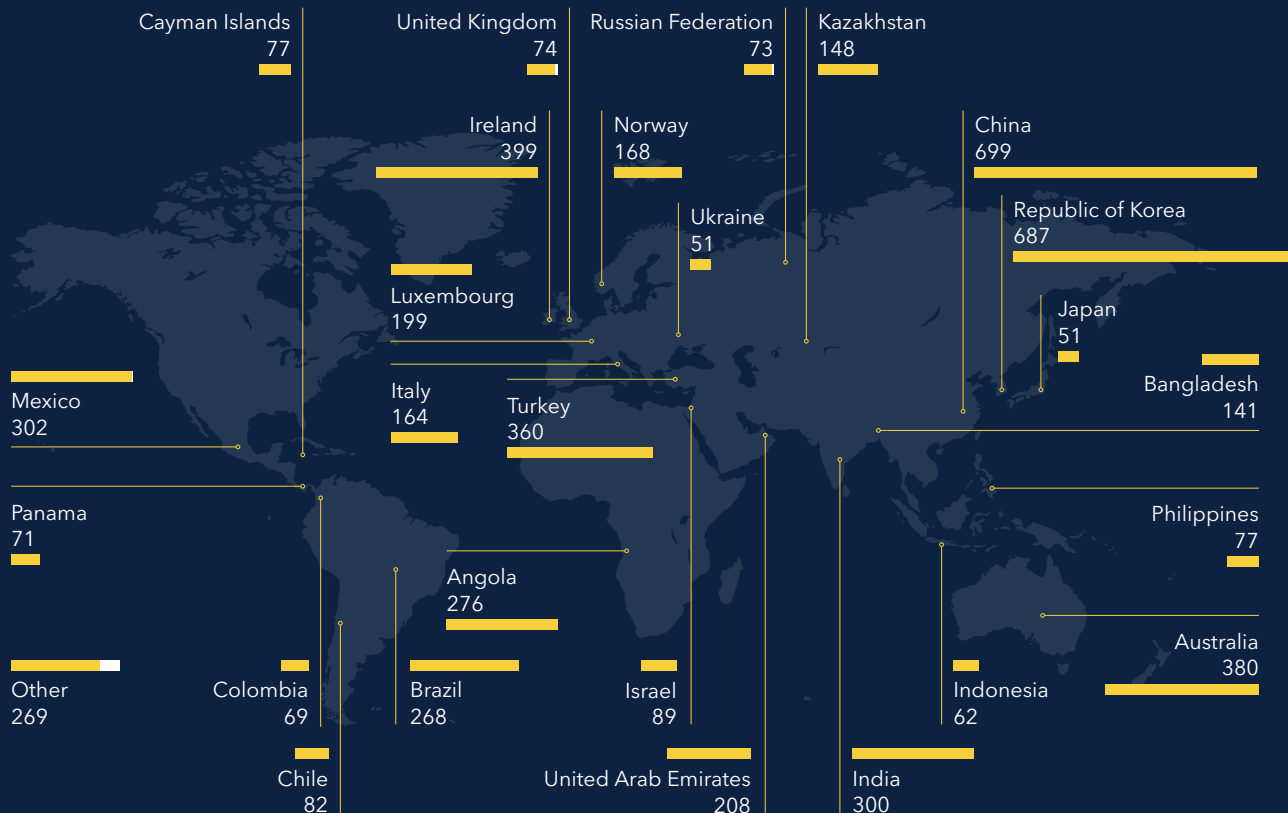 Cayman Islands
77
United Kingdom
74
Russian Federation
73
Kazakhstan
148
Ireland
399
Norway
168
China
699
Ukraine
51
Republic of Korea
687
Luxembourg
199
Japan
51
Bangladesh
141
Mexico
302
Italy
164
Turkey
360
Panama
71
Philippines
77
Angola
276
Australia
380
Other
269
Colombia
69
Brazil
268
Israel
89
Indonesia
62
Chile
82
United Arab Emirates
208
India
300